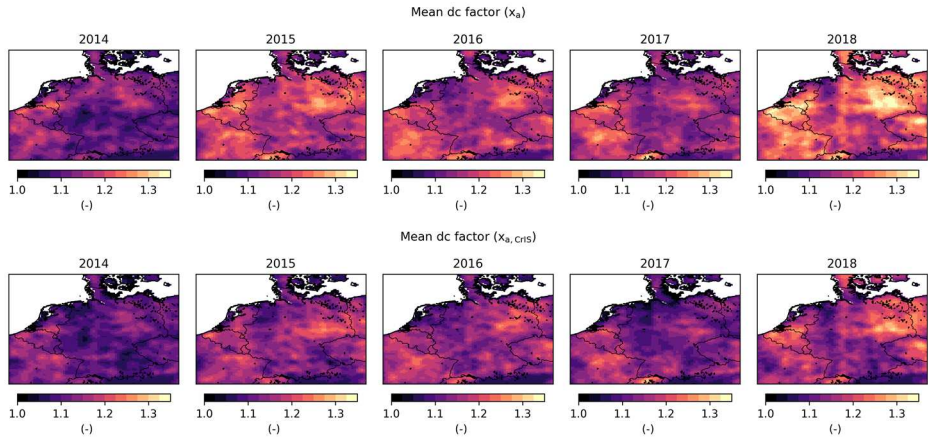 Mean dc factor (xₐ)
2014 2015 2016 2017 2018
1.0 1.1 1.2 1.3 1.0 1.1 1.2 1.3 1.0 1.1 1.2 1.3 1.0 1.1 1.2 1.3 1.0 1.1 1.2 1.3
(-) (-) (-) (-) (-)
Mean dc factor (xₐ, CrIS)
2014 2015 2016 2017 2018
1.0 1.1 1.2 1.3 1.0 1.1 1.2 1.3 1.0 1.1 1.2 1.3 1.0 1.1 1.2 1.3 1.0 1.1 1.2 1.3
(-) (-) (-) (-) (-)